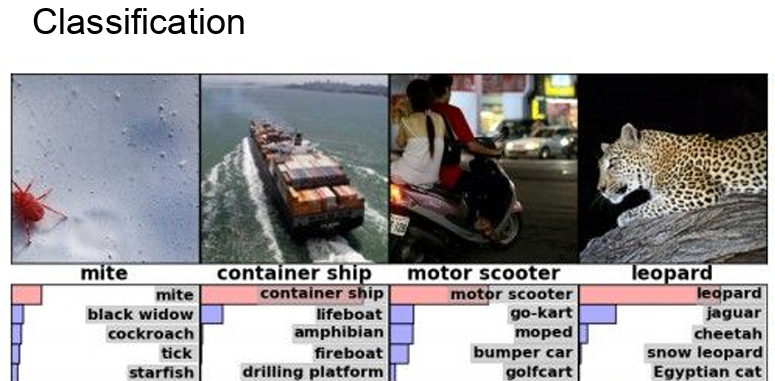 Classification
mite
container ship
motor scooter
leopard
mite
black widow
cockroach
tick
starfish
container ship
lifeboat
amphibian
fireboat
drilling platform
motor scooter
go-kart
moped
bumper car
golfcart
leopard
jaguar
cheetah
snow leopard
Egyptian cat